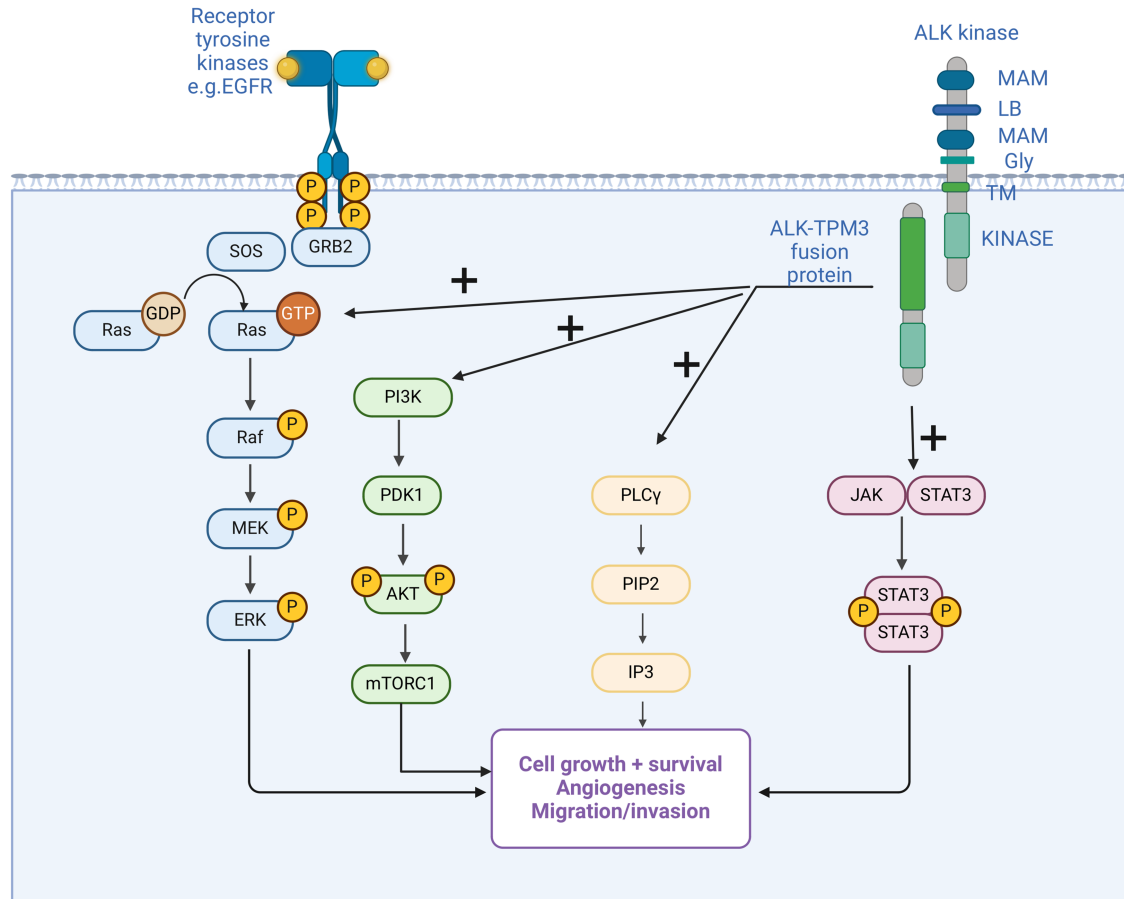 Receptor
tyrosine
kinases
e.g.EGFR
ALK kinase
MAM
LB
MAM
Gly
TM
KINASE
P
P
P
P
GRB2
SOS
ALK-TPM3
fusion
protein
+
+
+
+
Ras
GDP
Ras
GTP
Raf
P
MEK
P
ERK
P
PI3K
PDK1
P
P
AKT
mTORC1
PLCγ
PIP2
IP3
JAK
STAT3
STAT3
P
P
STAT3
Cell growth + survival
Angiogenesis
Migration/invasion